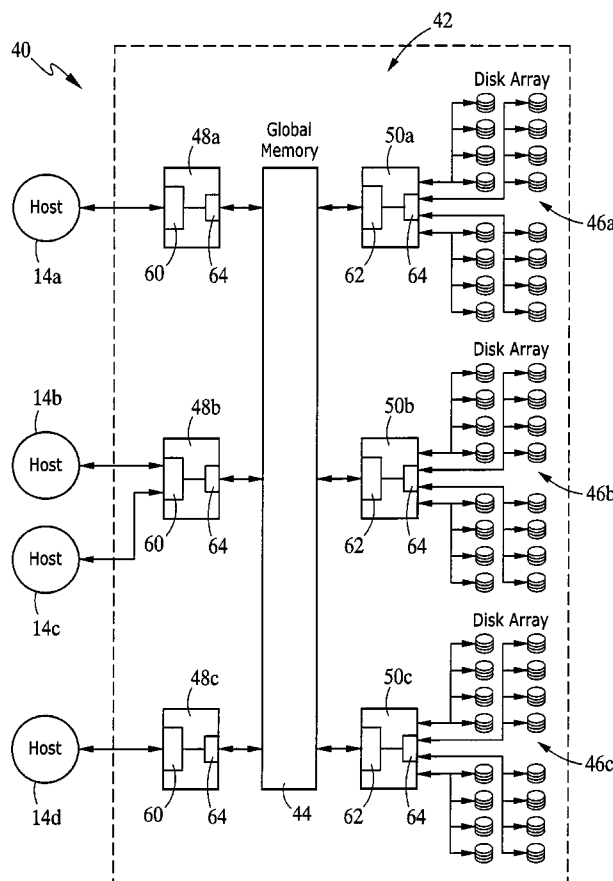 40
42
Disk Array
48a
Global
Memory
50a
Host
60
64
62
64
46a
14a
Disk Array
14b
48b
50b
Host
60
64
62
64
46b
Host
14c
Disk Array
48c
50c
Host
60
64
44
62
64
46c
14d